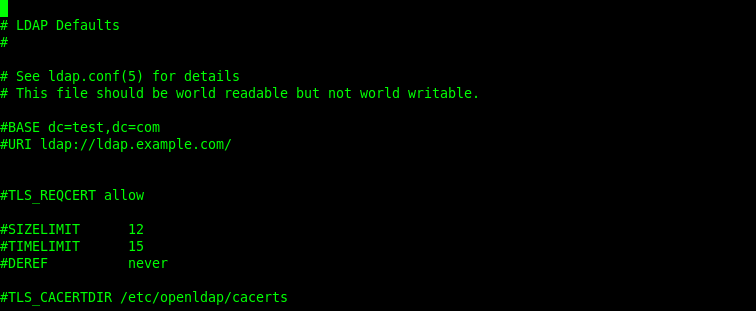 # LDAP Defaults
#
# See ldap.conf(5) for details
# This file should be world readable but not world writable.
#BASE dc=test,dc=com
#URI ldap://ldap.example.com/
#TLS_REQCERT allow
#SIZELIMIT      12
#TIMELIMIT      15
#DEREF          never
#TLS_CACERTDIR /etc/openldap/cacerts